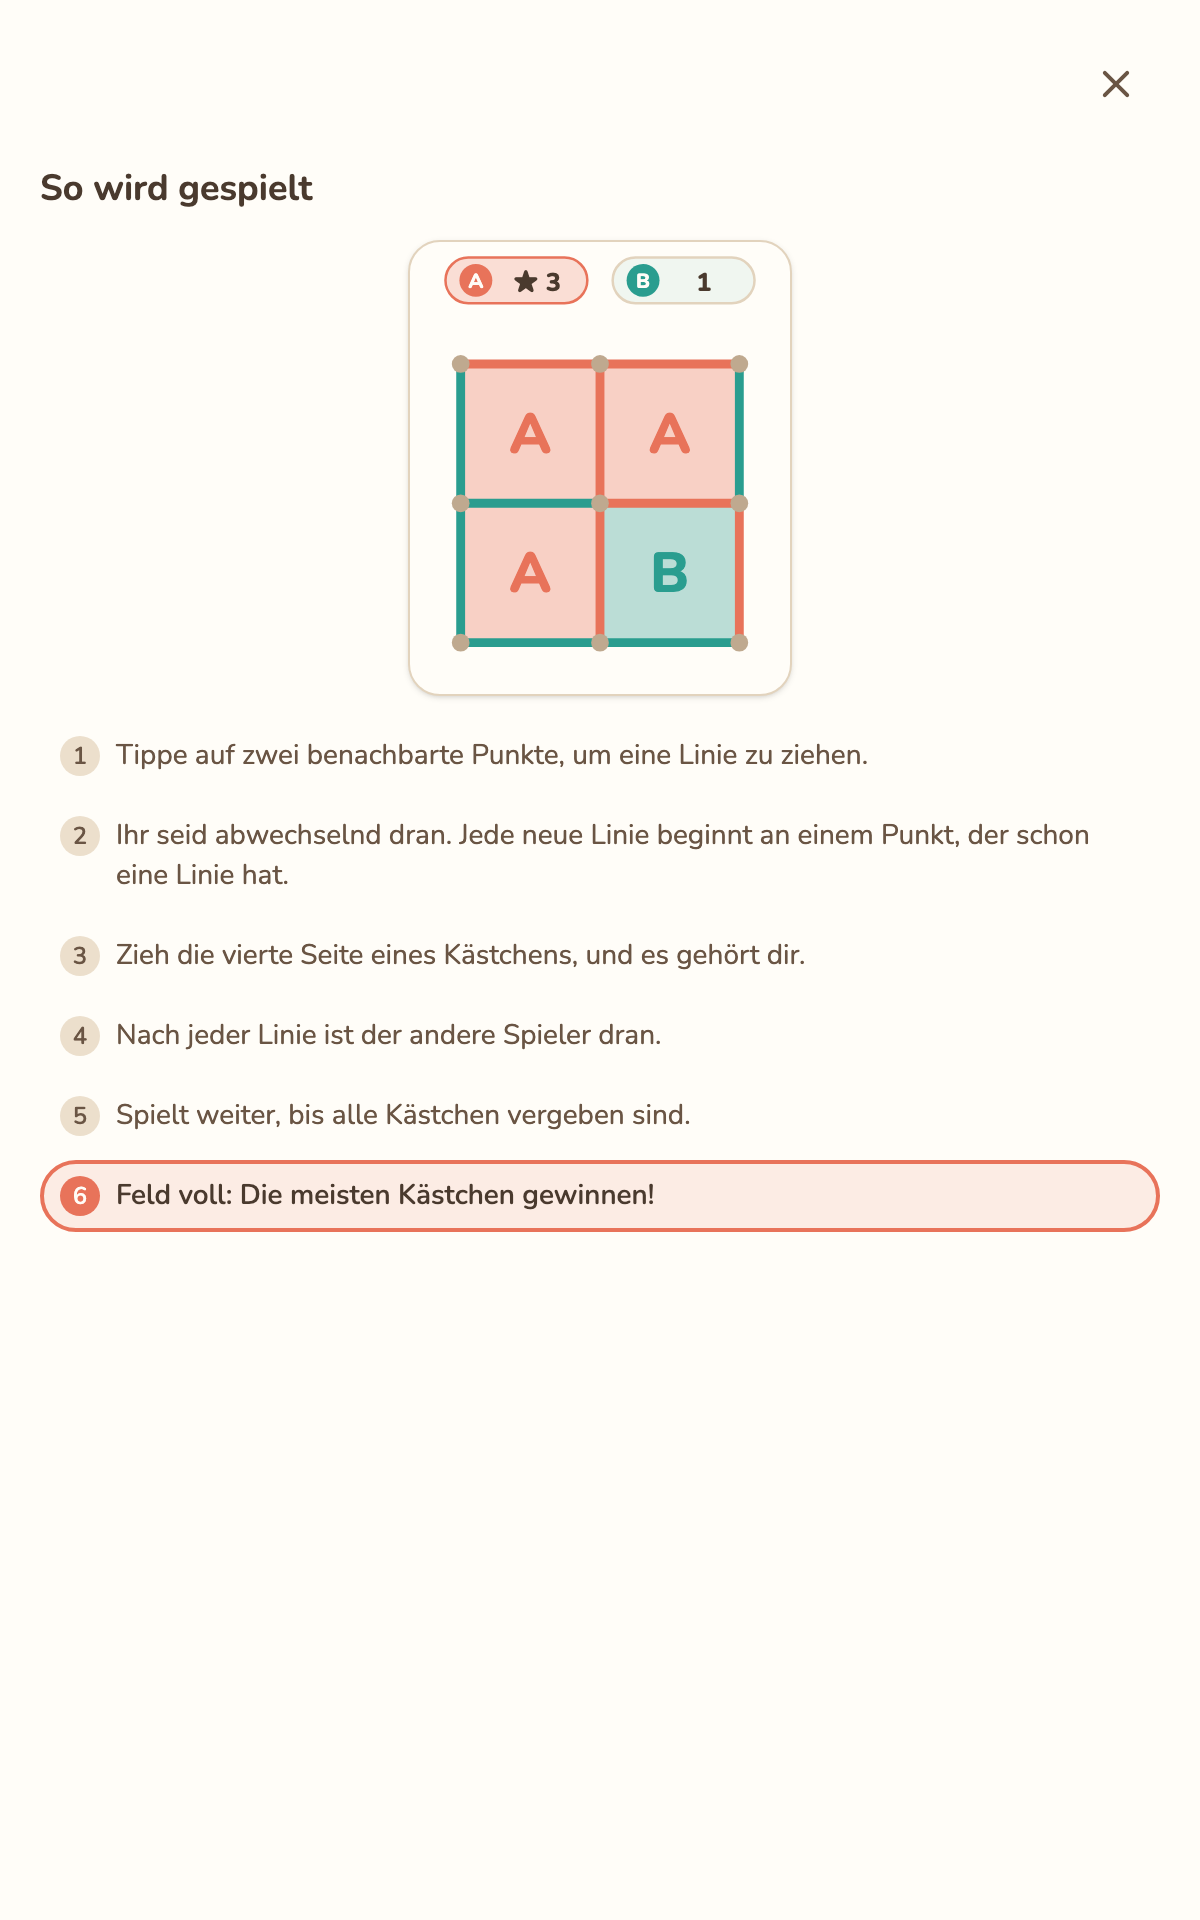 So wird gespielt
A ★ 3 B 1
A A
A B
1 Tippe auf zwei benachbarte Punkte, um eine Linie zu ziehen.
2 Ihr seid abwechselnd dran. Jede neue Linie beginnt an einem Punkt, der schon
eine Linie hat.
3 Zieh die vierte Seite eines Kästchens, und es gehört dir.
4 Nach jeder Linie ist der andere Spieler dran.
5 Spielt weiter, bis alle Kästchen vergeben sind.
6 Feld voll: Die meisten Kästchen gewinnen!